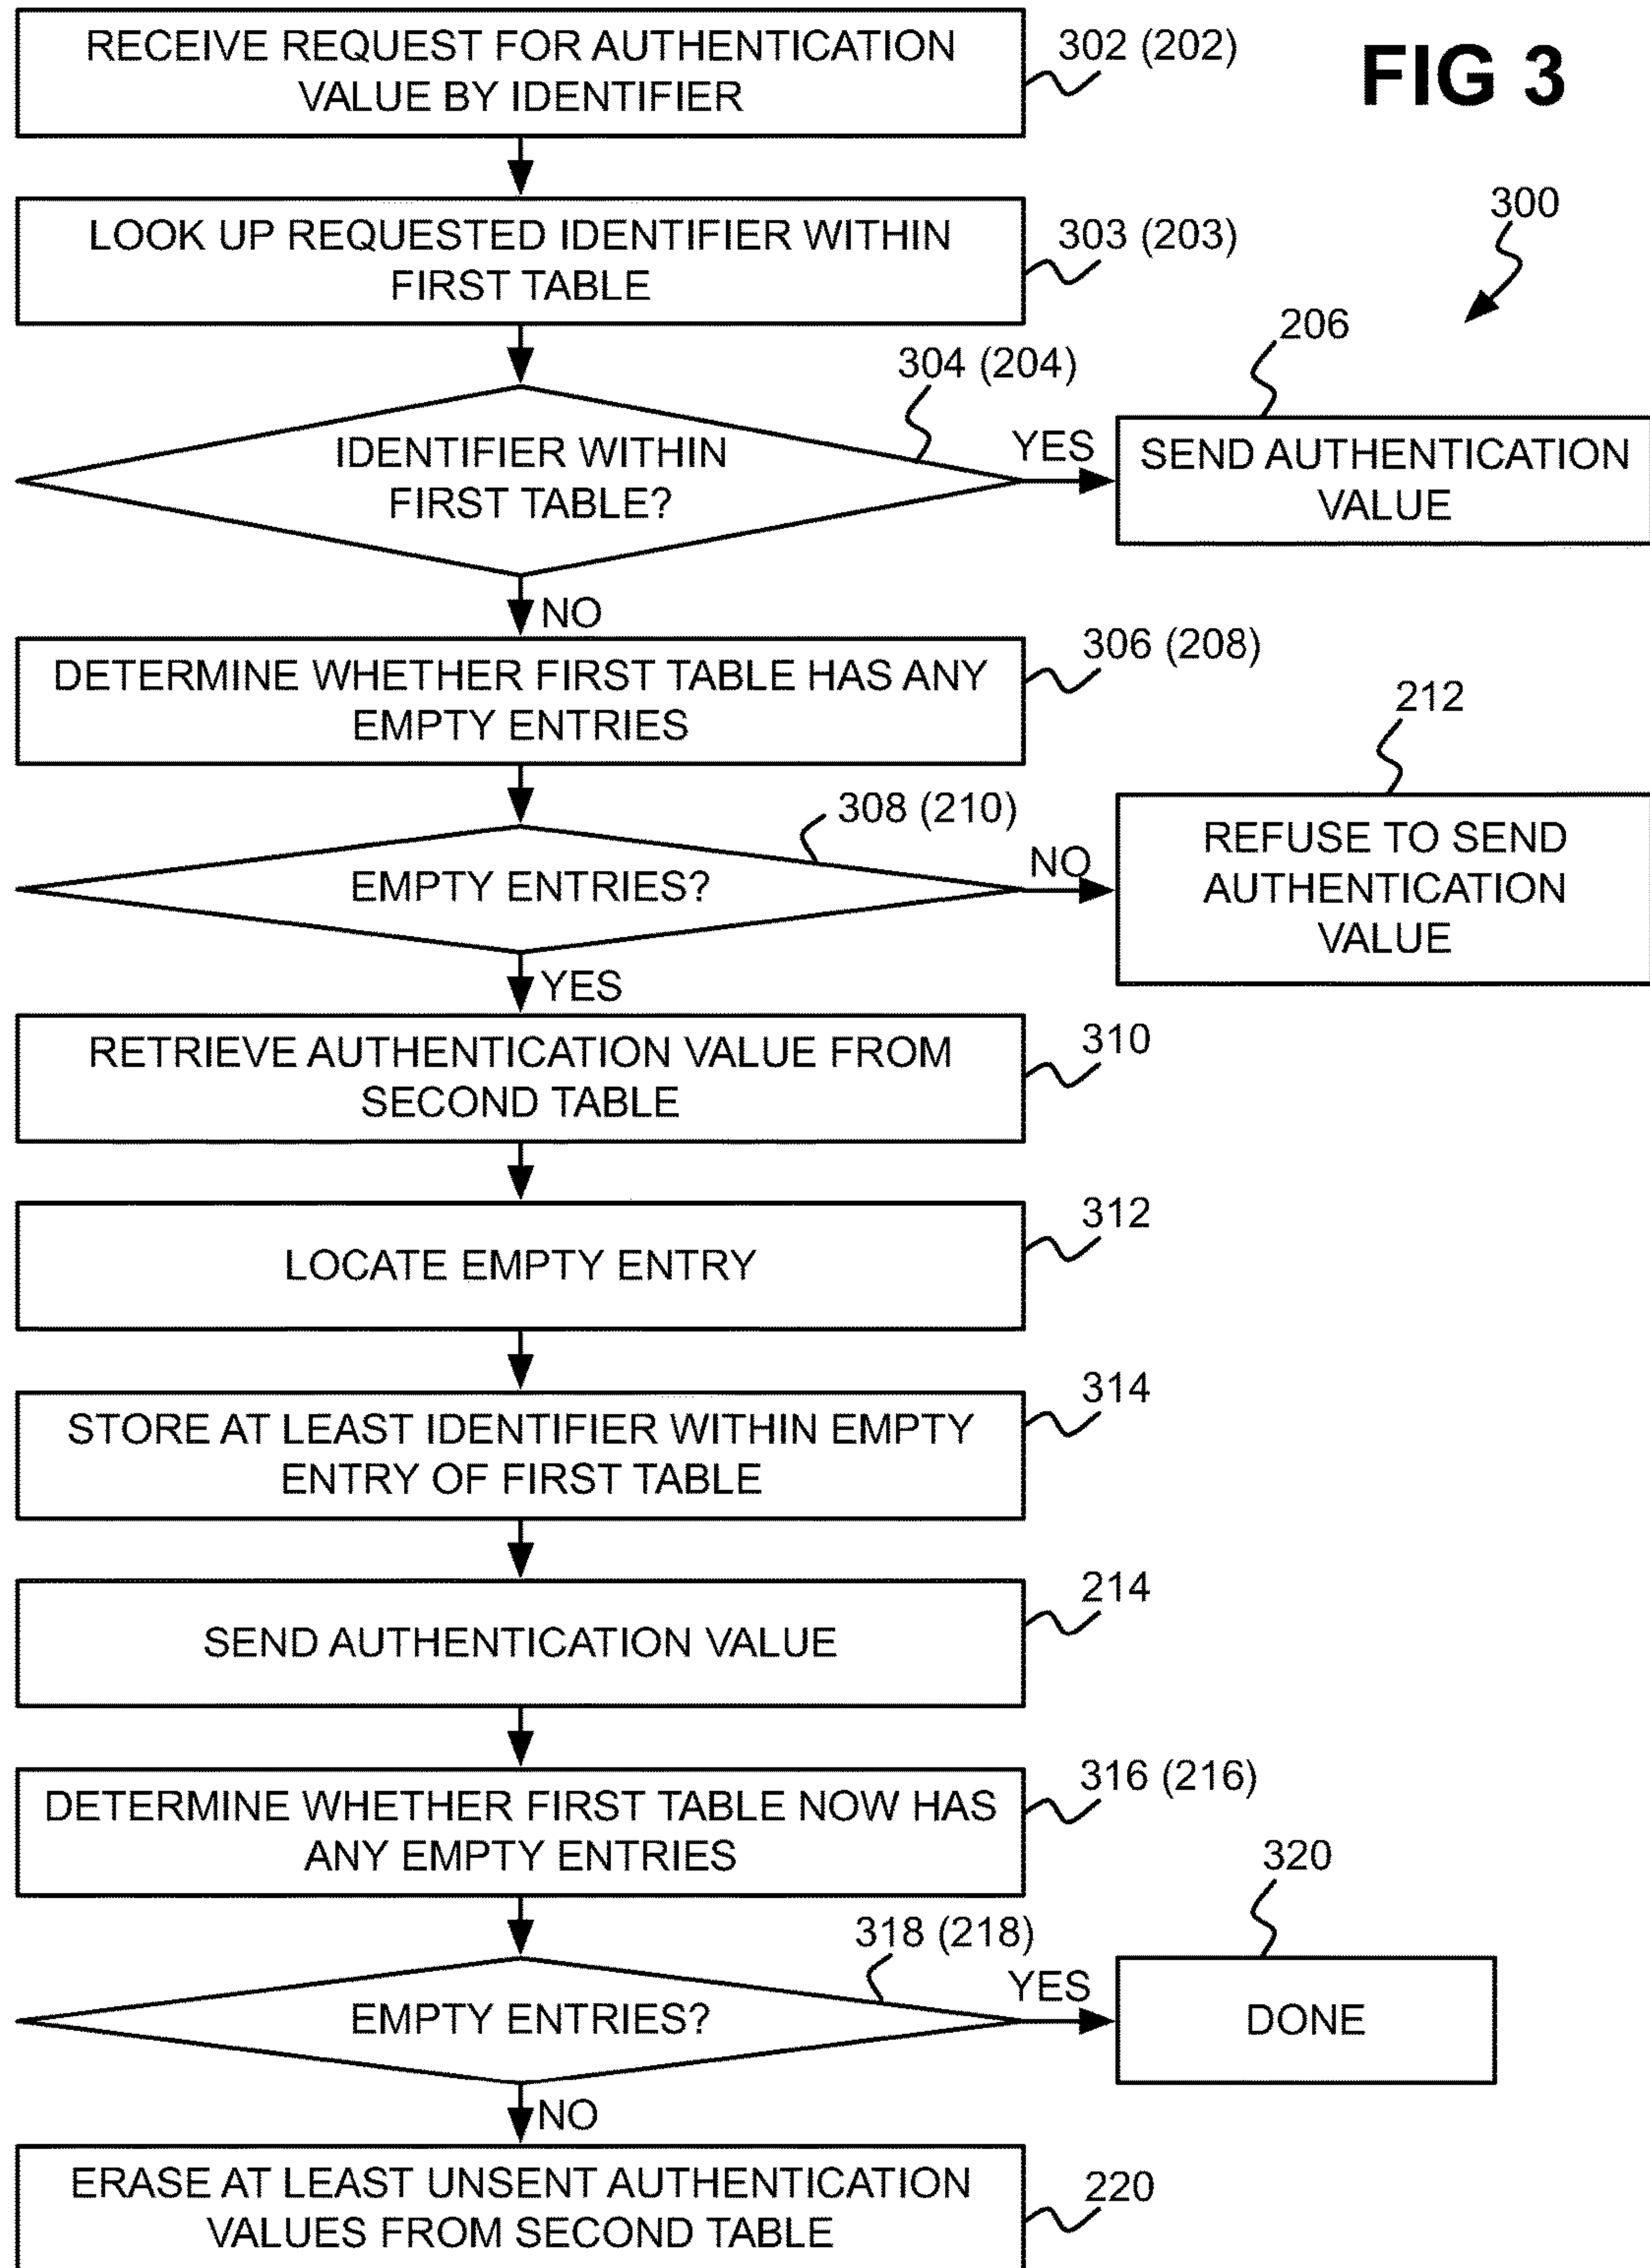 RECEIVE REQUEST FOR AUTHENTICATION
VALUE BY IDENTIFIER
302 (202)
FIG 3
LOOK UP REQUESTED IDENTIFIER WITHIN
FIRST TABLE
303 (203)
300
206
304 (204)
IDENTIFIER WITHIN
FIRST TABLE?
YES
SEND AUTHENTICATION
VALUE
NO
DETERMINE WHETHER FIRST TABLE HAS ANY
EMPTY ENTRIES
306 (208)
212
308 (210)
EMPTY ENTRIES?
NO
REFUSE TO SEND
AUTHENTICATION
VALUE
YES
RETRIEVE AUTHENTICATION VALUE FROM
SECOND TABLE
310
LOCATE EMPTY ENTRY
312
STORE AT LEAST IDENTIFIER WITHIN EMPTY
ENTRY OF FIRST TABLE
314
SEND AUTHENTICATION VALUE
214
DETERMINE WHETHER FIRST TABLE NOW HAS
ANY EMPTY ENTRIES
316 (216)
320
318 (218)
EMPTY ENTRIES?
YES
DONE
NO
ERASE AT LEAST UNSENT AUTHENTICATION
VALUES FROM SECOND TABLE
220